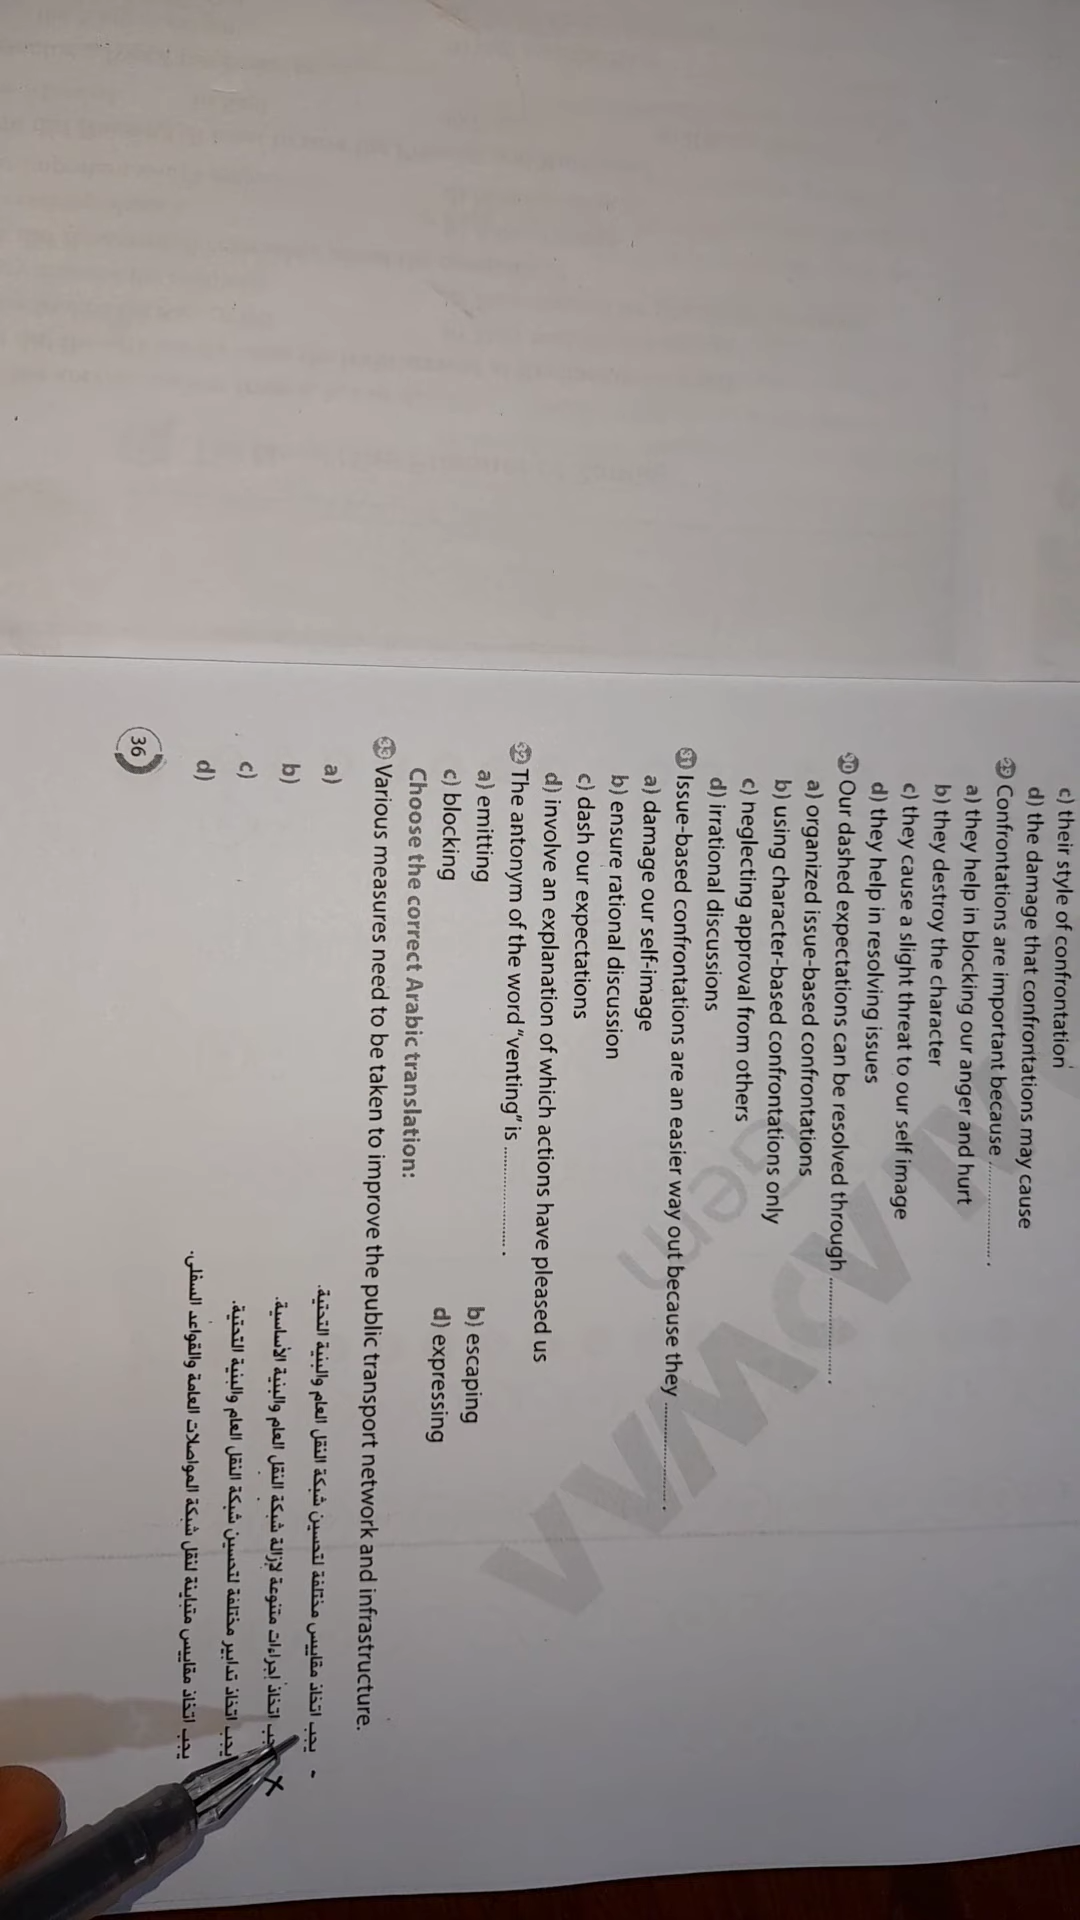 c) their style of confrontation
d) the damage that confrontations may cause
29 Confrontations are important because ................ .
a) they help in blocking our anger and hurt
b) they destroy the character
c) they cause a slight threat to our self image
d) they help in resolving issues
30 Our dashed expectations can be resolved through ................ .
a) organized issue-based confrontations
b) using character-based confrontations only
c) neglecting approval from others
d) irrational discussions
31 Issue-based confrontations are an easier way out because they ................ .
a) damage our self-image
b) ensure rational discussion
c) dash our expectations
d) involve an explanation of which actions have pleased us
32 The antonym of the word "venting" is ................ .
a) emitting b) escaping
c) blocking d) expressing
Choose the correct Arabic translation:
33 Various measures need to be taken to improve the public transport network and infrastructure.
a) يجب اتخاذ مقاييس مختلفة لتحسين شبكة النقل العام والبنية التحتية.
b) يجب اتخاذ إجراءات متنوعة لإزالة شبكة النقل العام والبنية الأساسية. x
c) يجب اتخاذ تدابير مختلفة لتحسين شبكة النقل العام والبنية التحتية.
d) يجب اتخاذ مقاييس متباينة لنقل شبكة المواصلات العامة والقواعد السفلى.
36